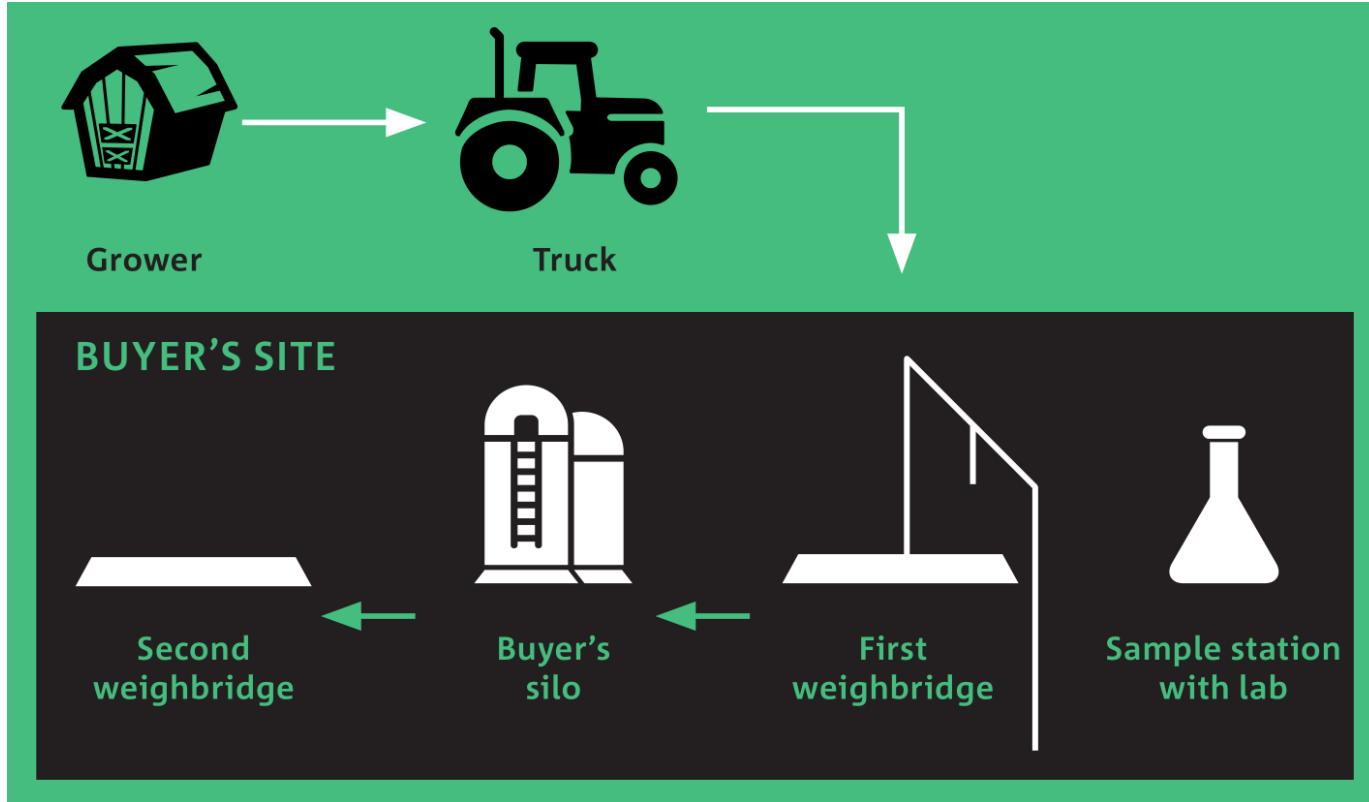 Grower
Truck
BUYER’S SITE
Second
weighbridge
Buyer’s
silo
First
weighbridge
Sample station
with lab